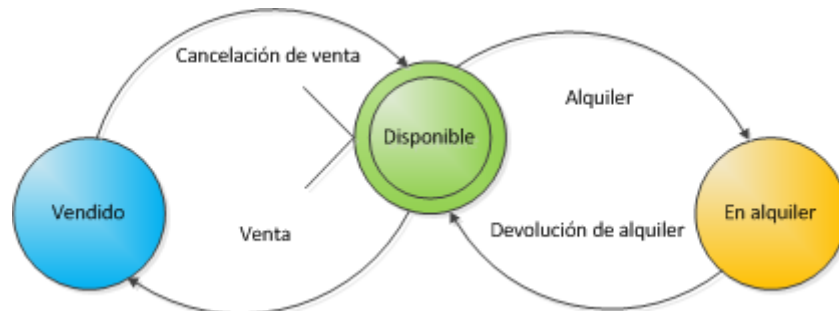 Cancelación de venta
Alquiler
Disponible
Vendido
En alquiler
Venta
Devolución de alquiler